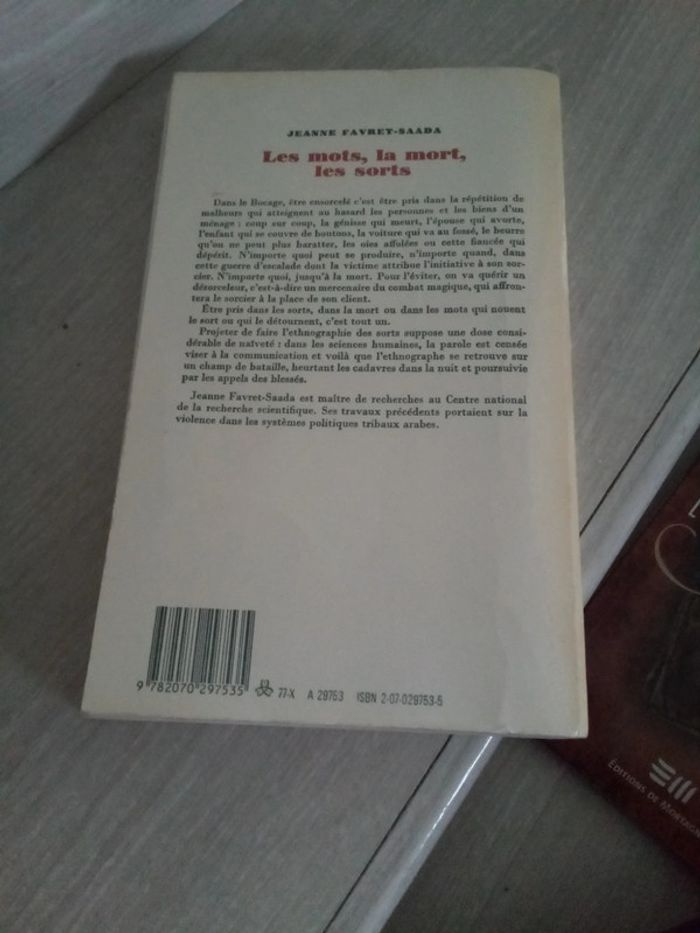 JEANNE FAVRET-SAADA
Les mots, la mort,
les sorts
Dans le Bocage, être ensorcelé c'est être pris dans la répétition de
malheurs qui atteignent au hasard les personnes et les biens d'un
ménage : coup sur coup, la génisse qui meurt, l'épouse qui avorte,
l'enfant qui se couvre de boutons, la voiture qui va au fossé, le beurre
qu'on ne peut plus baratter, les oies affolées ou cette fiancée qui
dépérit. N'importe quoi peut se produire, n'importe quand, dans
cette guerre d'escalade dont la victime attribue l'initiative à son sor-
cier. N'importe quoi, jusqu'à la mort. Pour l'éviter, on va quérir un
désorceleur, c'est-à-dire un mercenaire du combat magique, qui affron-
tera le sorcier à la place de son client.
Être pris dans les sorts, dans la mort ou dans les mots qui nouent
le sort ou qui le détournent, c'est tout un.
Projeter de faire l'ethnographie des sorts suppose une dose consi-
dérable de naïveté : dans les sciences humaines, la parole est censée
viser à la communication et voilà que l'ethnographe se retrouve sur
un champ de bataille, heurtant les cadavres dans la nuit et poursuivie
par les appels des blessés.
Jeanne Favret-Saada est maître de recherches au Centre national
de la recherche scientifique. Ses travaux précédents portaient sur la
violence dans les systèmes politiques tribaux arabes.
9 782070 297535
77-X A 29753 ISBN 2-07-029753-5
ÉDITIONS DE